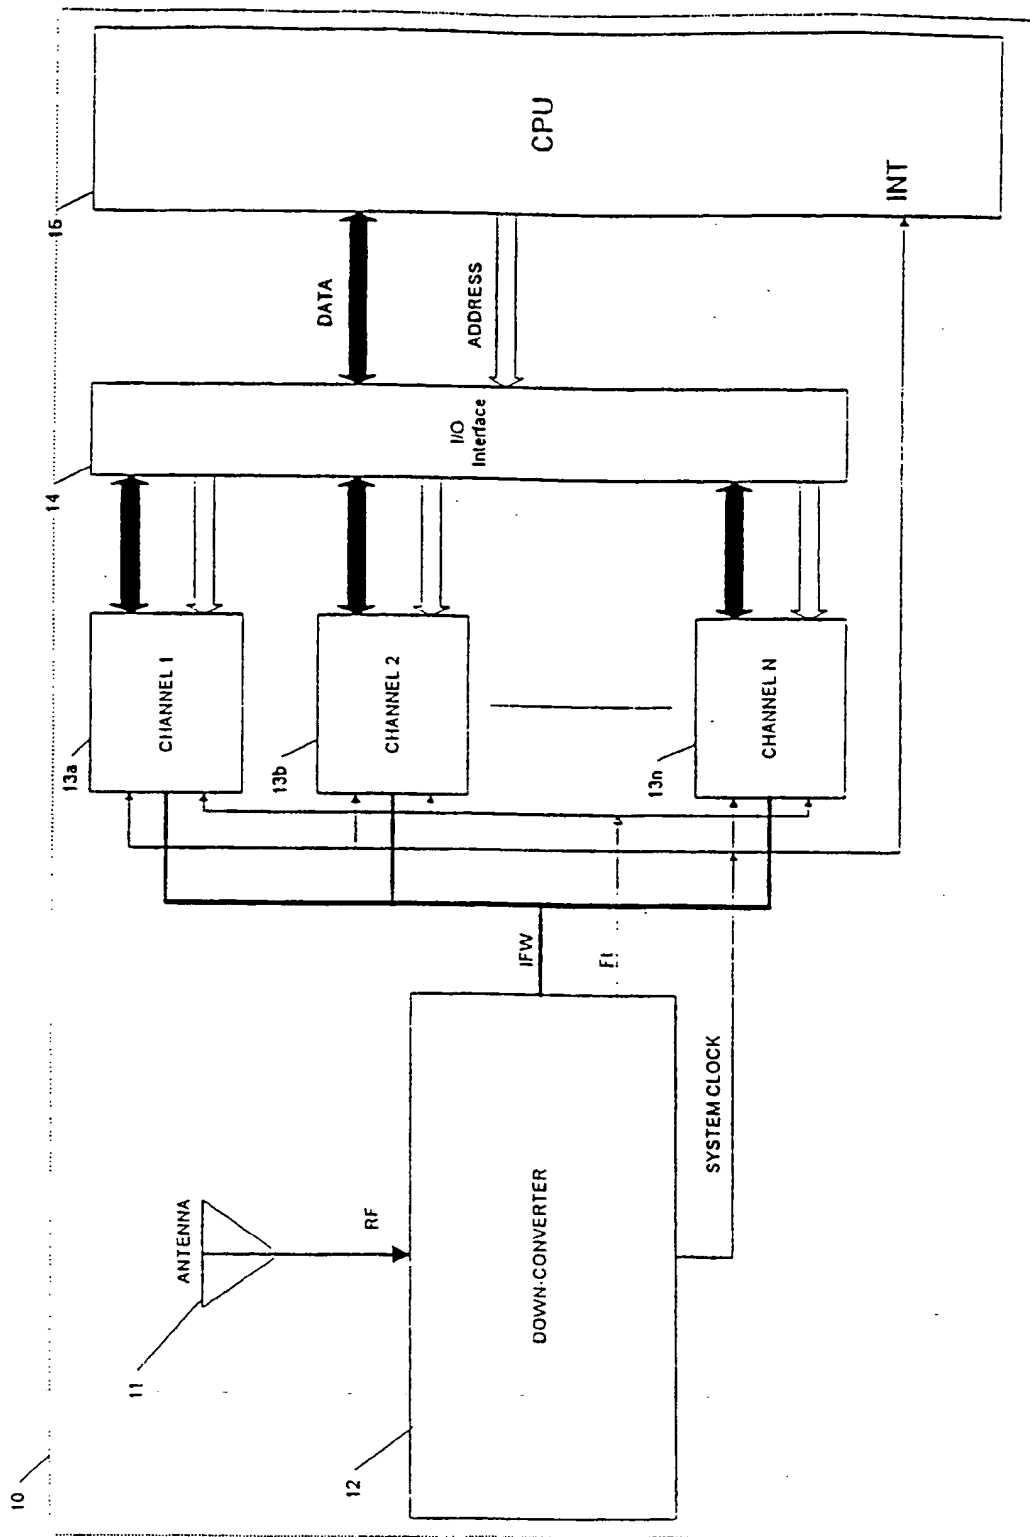 10
11
ANTENNA
RF
12
DOWN-CONVERTER
SYSTEM CLOCK
IFW
13a
CHANNEL 1
13b
CHANNEL 2
13n
CHANNEL N
14
I/O
Interface
DATA
ADDRESS
CPU
INT